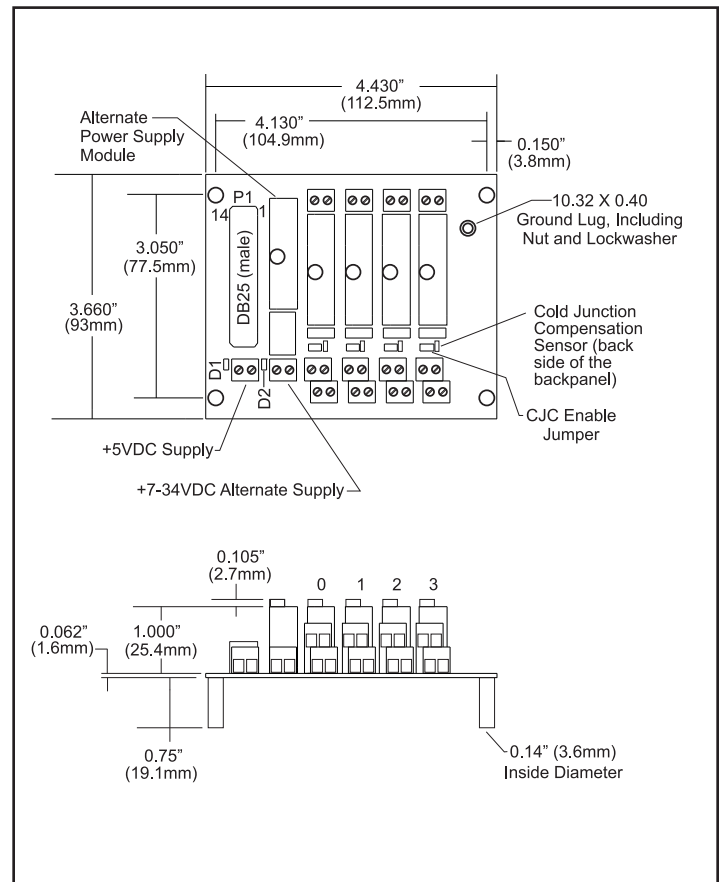 4.430”
(112.5mm)
4.130”
(104.9mm)
0.150”
(3.8mm)
Alternate
Power Supply
Module
P1
14
1
DB25 (male)
3.050”
(77.5mm)
3.660”
(93mm)
10.32 X 0.40
Ground Lug, Including
Nut and Lockwasher
Cold Junction
Compensation
Sensor (back
side of the
backpanel)
CJC Enable
Jumper
D1
D2
+5VDC Supply
+7-34VDC Alternate Supply
0.105”
(2.7mm)
0
1
2
3
0.062”
(1.6mm)
1.000”
(25.4mm)
0.75”
(19.1mm)
0.14” (3.6mm)
Inside Diameter